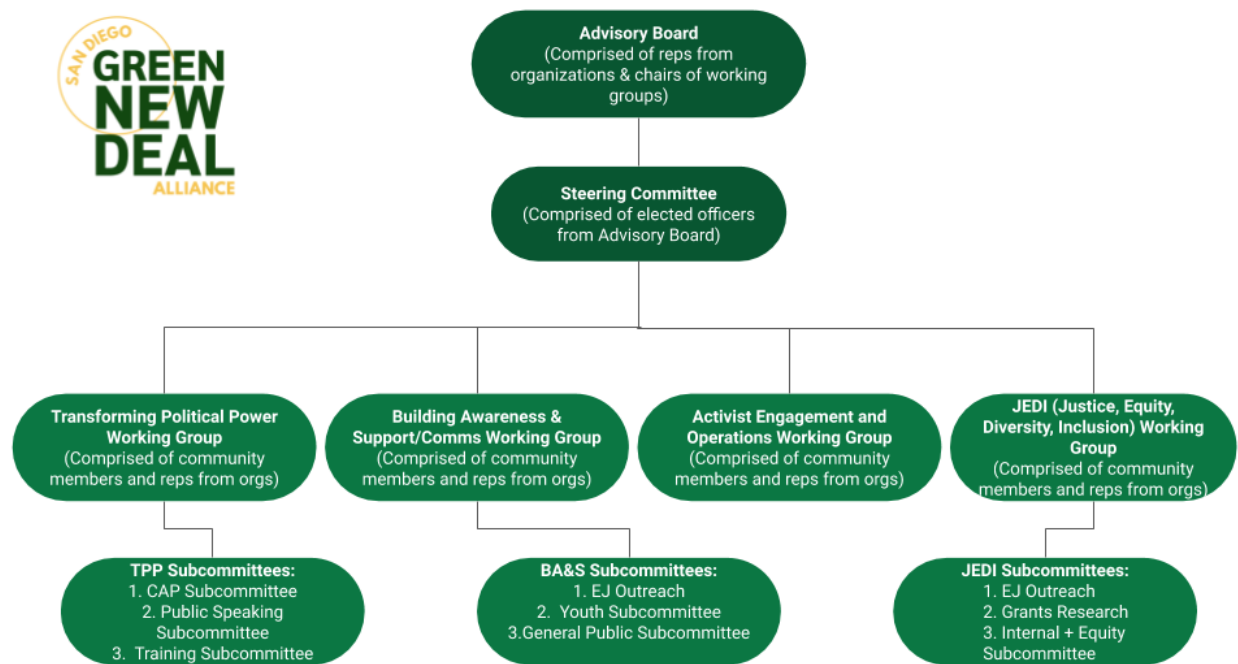 SAN DIEGO
GREEN
NEW
DEAL
ALLIANCE
Advisory Board
(Comprised of reps from
organizations & chairs of working
groups)
Steering Committee
(Comprised of elected officers
from Advisory Board)
Transforming Political Power
Working Group
(Comprised of community
members and reps from orgs)
Building Awareness &
Support/Comms Working Group
(Comprised of community
members and reps from orgs)
Activist Engagement and
Operations Working Group
(Comprised of community
members and reps from orgs)
JEDI (Justice, Equity,
Diversity, Inclusion) Working
Group
(Comprised of community
members and reps from orgs)
TPP Subcommittees:
1. CAP Subcommittee
2. Public Speaking
Subcommittee
3. Training Subcommittee
BA&S Subcommittees:
1. EJ Outreach
2. Youth Subcommittee
3.General Public Subcommittee
JEDI Subcommittees:
1. EJ Outreach
2. Grants Research
3. Internal + Equity
Subcommittee